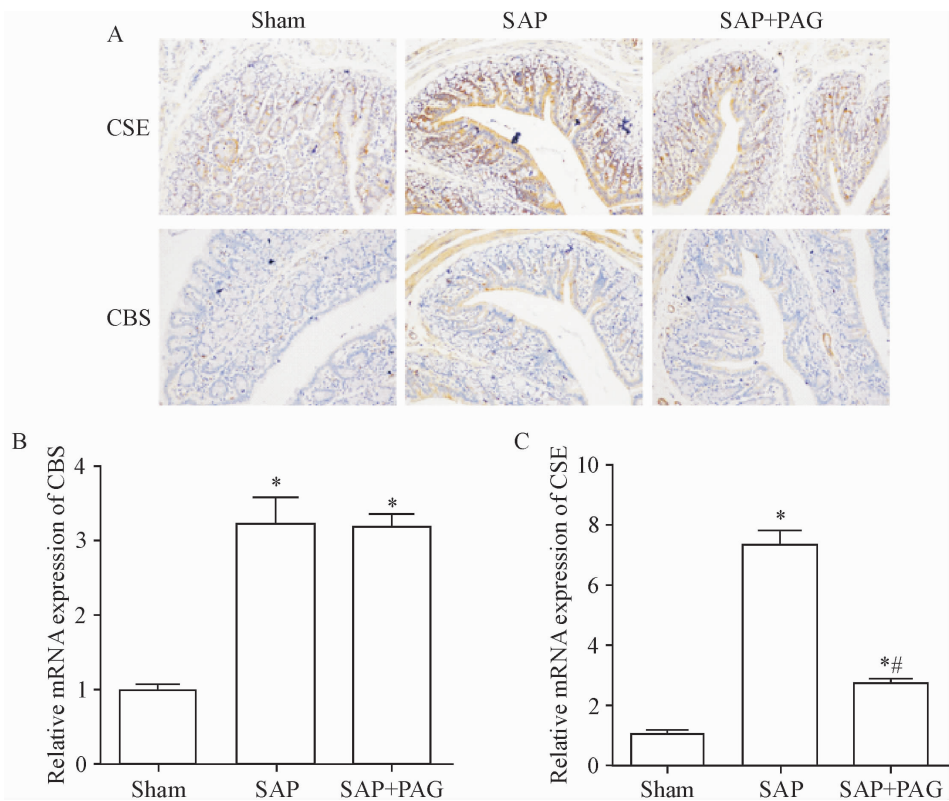 A
Sham
SAP
SAP+PAG
CSE
CBS
B
Relative mRNA expression of CBS
4
3
2
1
0
*
*
Sham
SAP
SAP+PAG
C
Relative mRNA expression of CSE
10
8
6
4
2
0
*
*#
Sham
SAP
SAP+PAG